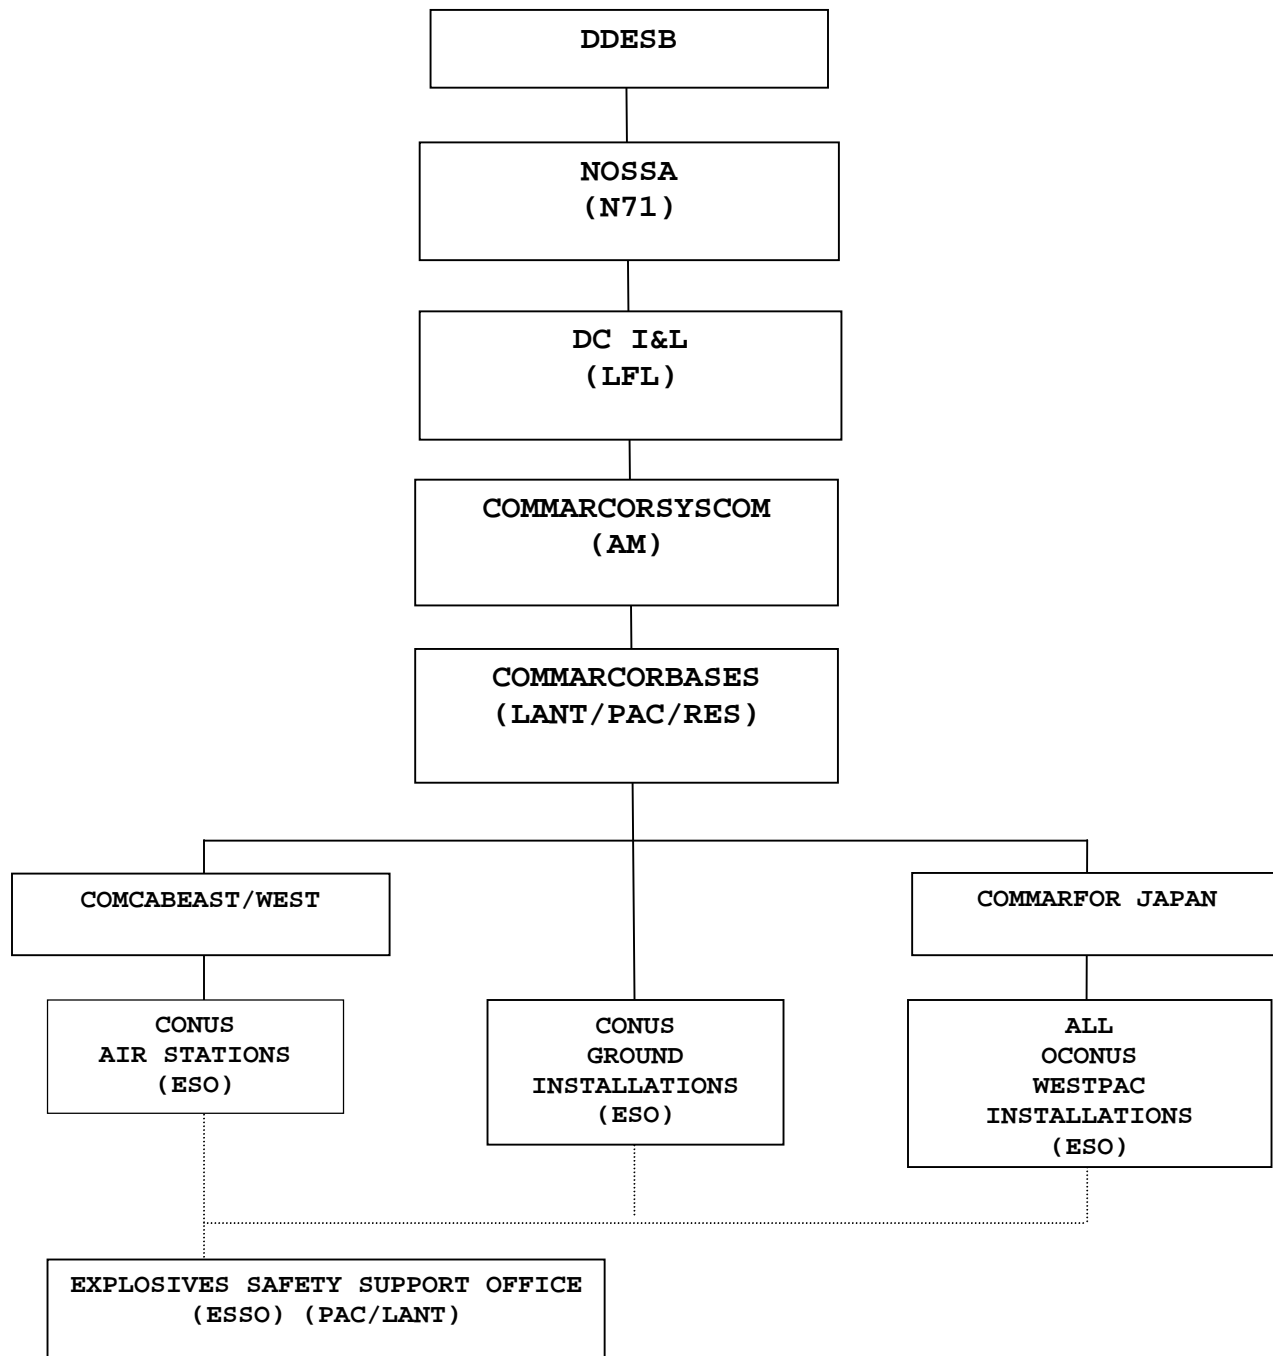 DDESB
NOSSA
(N71)
DC I&L
(LFL)
COMMARCORSYSCOM
(AM)
COMMARCORBASES
(LANT/PAC/RES)
COMCABEAST/WEST
COMMARFOR JAPAN
CONUS
AIR STATIONS
(ESO)
CONUS
GROUND
INSTALLATIONS
(ESO)
ALL
OCONUS
WESTPAC
INSTALLATIONS
(ESO)
EXPLOSIVES SAFETY SUPPORT OFFICE
(ESSO) (PAC/LANT)